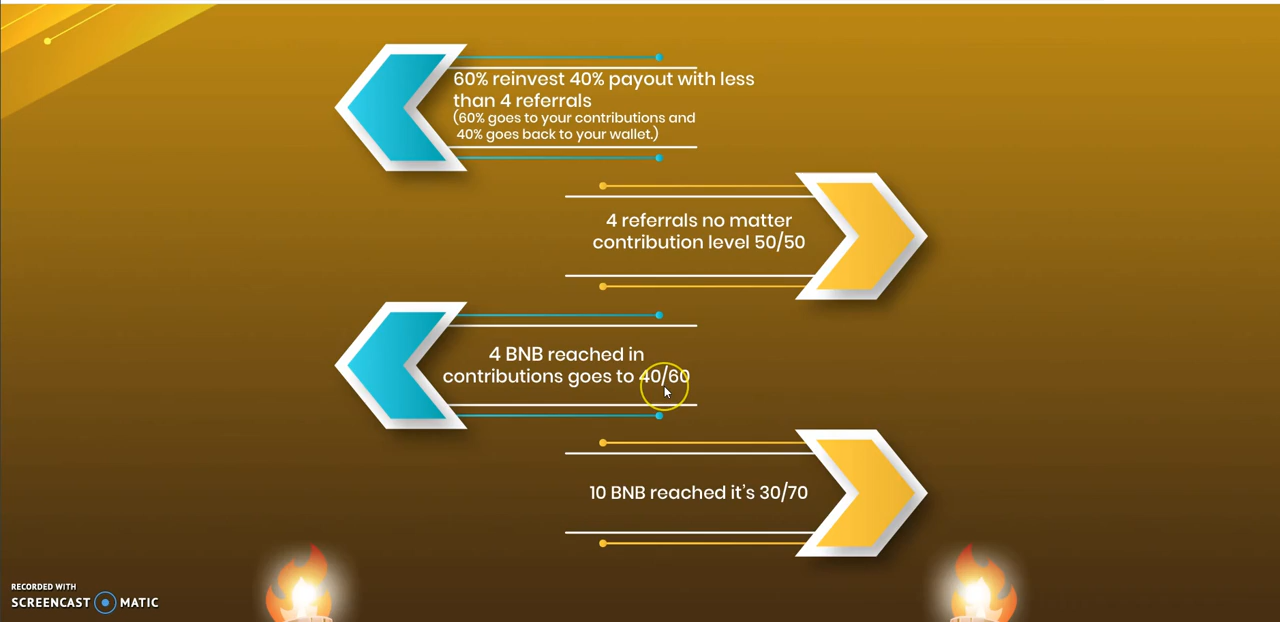 60% reinvest 40% payout with less
than 4 referrals
(60% goes to your contributions and
40% goes back to your wallet.)
4 referrals no matter
contribution level 50/50
4 BNB reached in
contributions goes to 40/60
10 BNB reached it's 30/70
RECORDED WITH
SCREENCAST MATIC